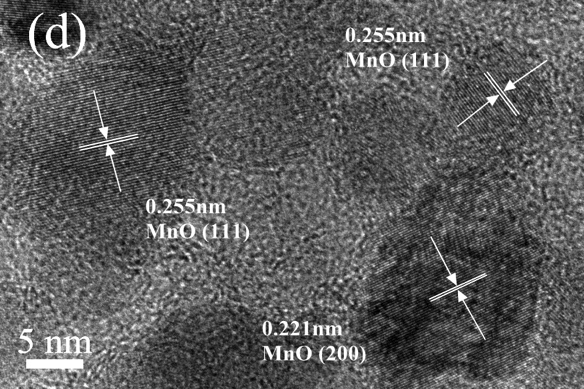 (d)
0.255nm
MnO (111)
0.255nm
MnO (111)
0.221nm
MnO (200)
5 nm